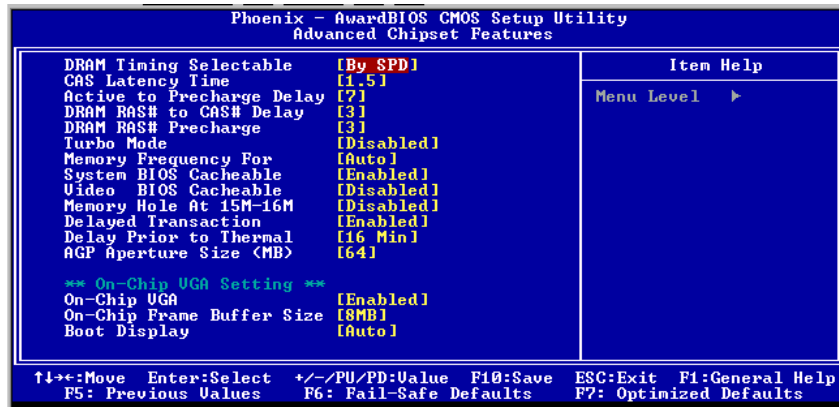 Phoenix - AwardBIOS CMOS Setup Utility
Advanced Chipset Features
DRAM Timing Selectable [By SPD]
CAS Latency Time [1.5]
Active to Precharge Delay [7]
DRAM RAS# to CAS# Delay [3]
DRAM RAS# Precharge [3]
Turbo Mode [Disabled]
Memory Frequency For [Auto]
System BIOS Cacheable [Enabled]
Video BIOS Cacheable [Disabled]
Memory Hole At 15M-16M [Disabled]
Delayed Transaction [Enabled]
Delay Prior to Thermal [16 Min]
AGP Aperture Size (MB) [64]
** On-Chip VGA Setting **
On-Chip VGA [Enabled]
On-Chip Frame Buffer Size [8MB]
Boot Display [Auto]
Item Help
Menu Level ►
↑↓→←:Move Enter:Select +/-/PU/PD:Value F10:Save ESC:Exit F1:General Help
F5: Previous Values F6: Fail-Safe Defaults F7: Optimized Defaults